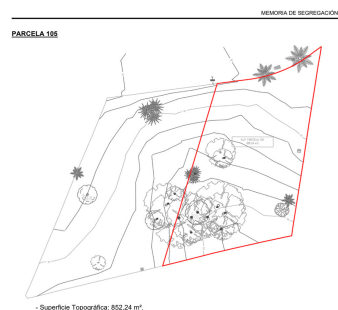 MEMORIA DE SEGREGACIÓN
PARCELA 105
- Superficie Topográfica: 852.24 m².